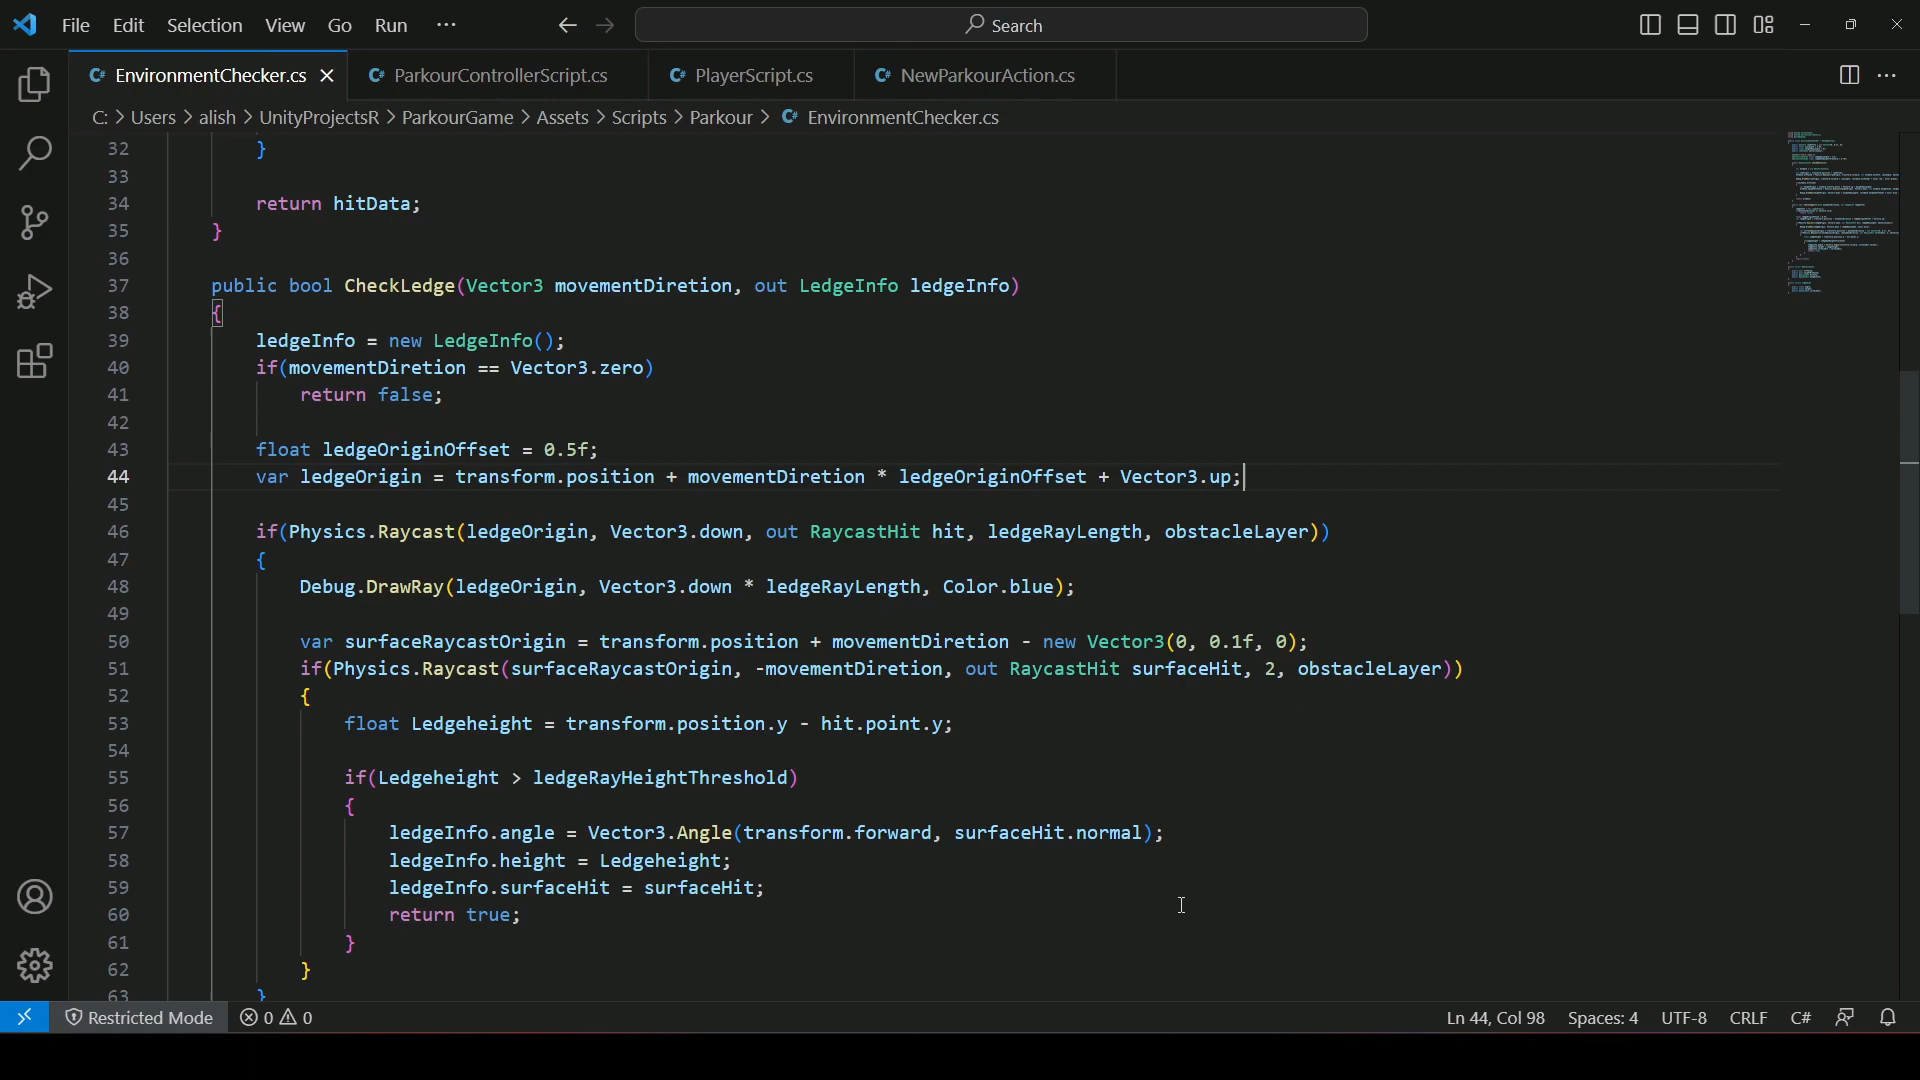 File Edit Selection View Go Run ··· Search
EnvironmentChecker.cs ParkourControllerScript.cs PlayerScript.cs NewParkourAction.cs
C: > Users > alish > UnityProjectsR > ParkourGame > Assets > Scripts > Parkour > EnvironmentChecker.cs
32 }
33
34 return hitData;
35 }
36
37 public bool CheckLedge(Vector3 movementDiretion, out LedgeInfo ledgeInfo)
38 {
39 ledgeInfo = new LedgeInfo();
40 if(movementDiretion == Vector3.zero)
41 return false;
42
43 float ledgeOriginOffset = 0.5f;
44 var ledgeOrigin = transform.position + movementDiretion * ledgeOriginOffset + Vector3.up;
45
46 if(Physics.Raycast(ledgeOrigin, Vector3.down, out RaycastHit hit, ledgeRayLength, obstacleLayer))
47 {
48 Debug.DrawRay(ledgeOrigin, Vector3.down * ledgeRayLength, Color.blue);
49
50 var surfaceRaycastOrigin = transform.position + movementDiretion - new Vector3(0, 0.1f, 0);
51 if(Physics.Raycast(surfaceRaycastOrigin, -movementDiretion, out RaycastHit surfaceHit, 2, obstacleLayer))
52 {
53 float Ledgeheight = transform.position.y - hit.point.y;
54
55 if(Ledgeheight > ledgeRayHeightThreshold)
56 {
57 ledgeInfo.angle = Vector3.Angle(transform.forward, surfaceHit.normal);
58 ledgeInfo.height = Ledgeheight;
59 ledgeInfo.surfaceHit = surfaceHit;
60 return true;
61 }
62 }
63 }
Restricted Mode 0 0 Ln 44, Col 98 Spaces: 4 UTF-8 CRLF C#